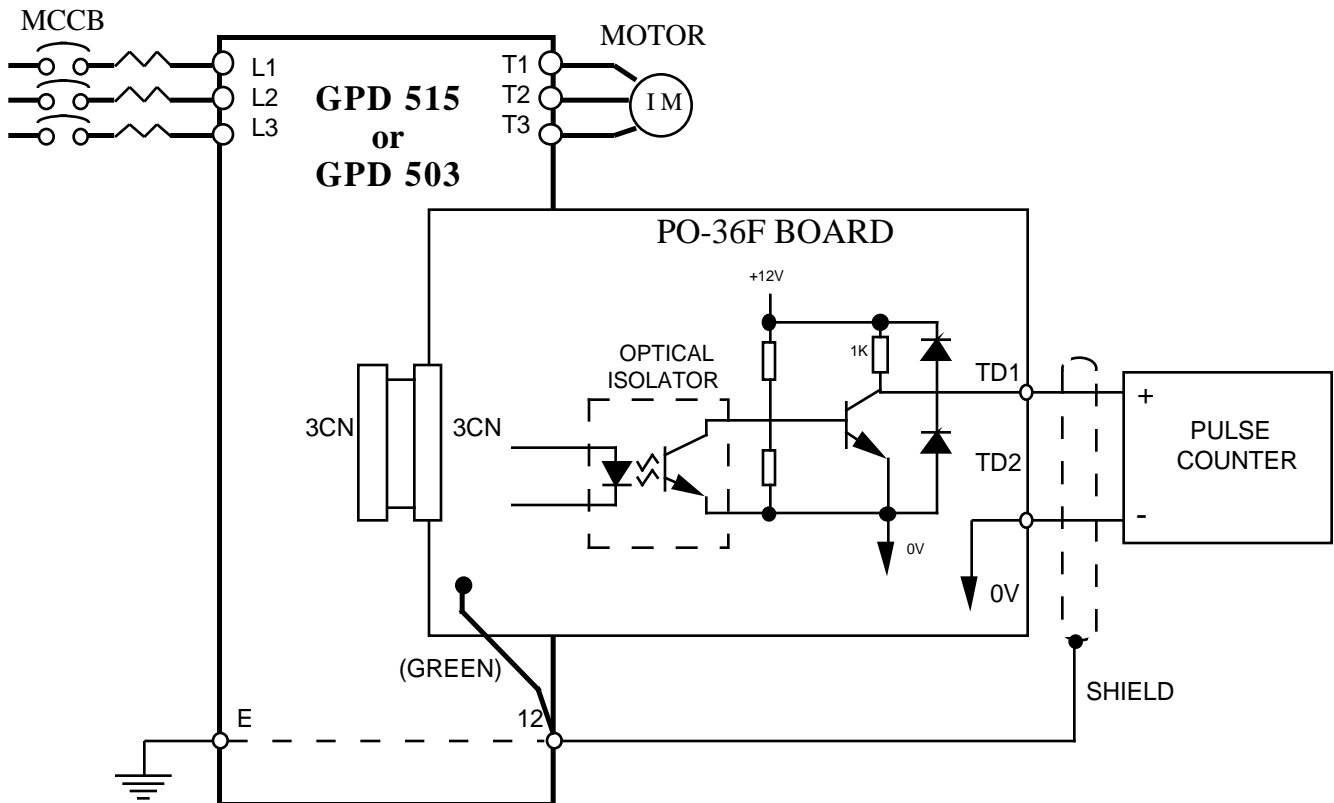 MCCB
MOTOR
L1
L2
L3
GPD 515
or
GPD 503
T1
T2
T3
I M
PO-36F BOARD
+12V
OPTICAL
ISOLATOR
1K
TD1
TD2
3CN
3CN
+
-
PULSE
COUNTER
0V
0V
(GREEN)
SHIELD
E
12